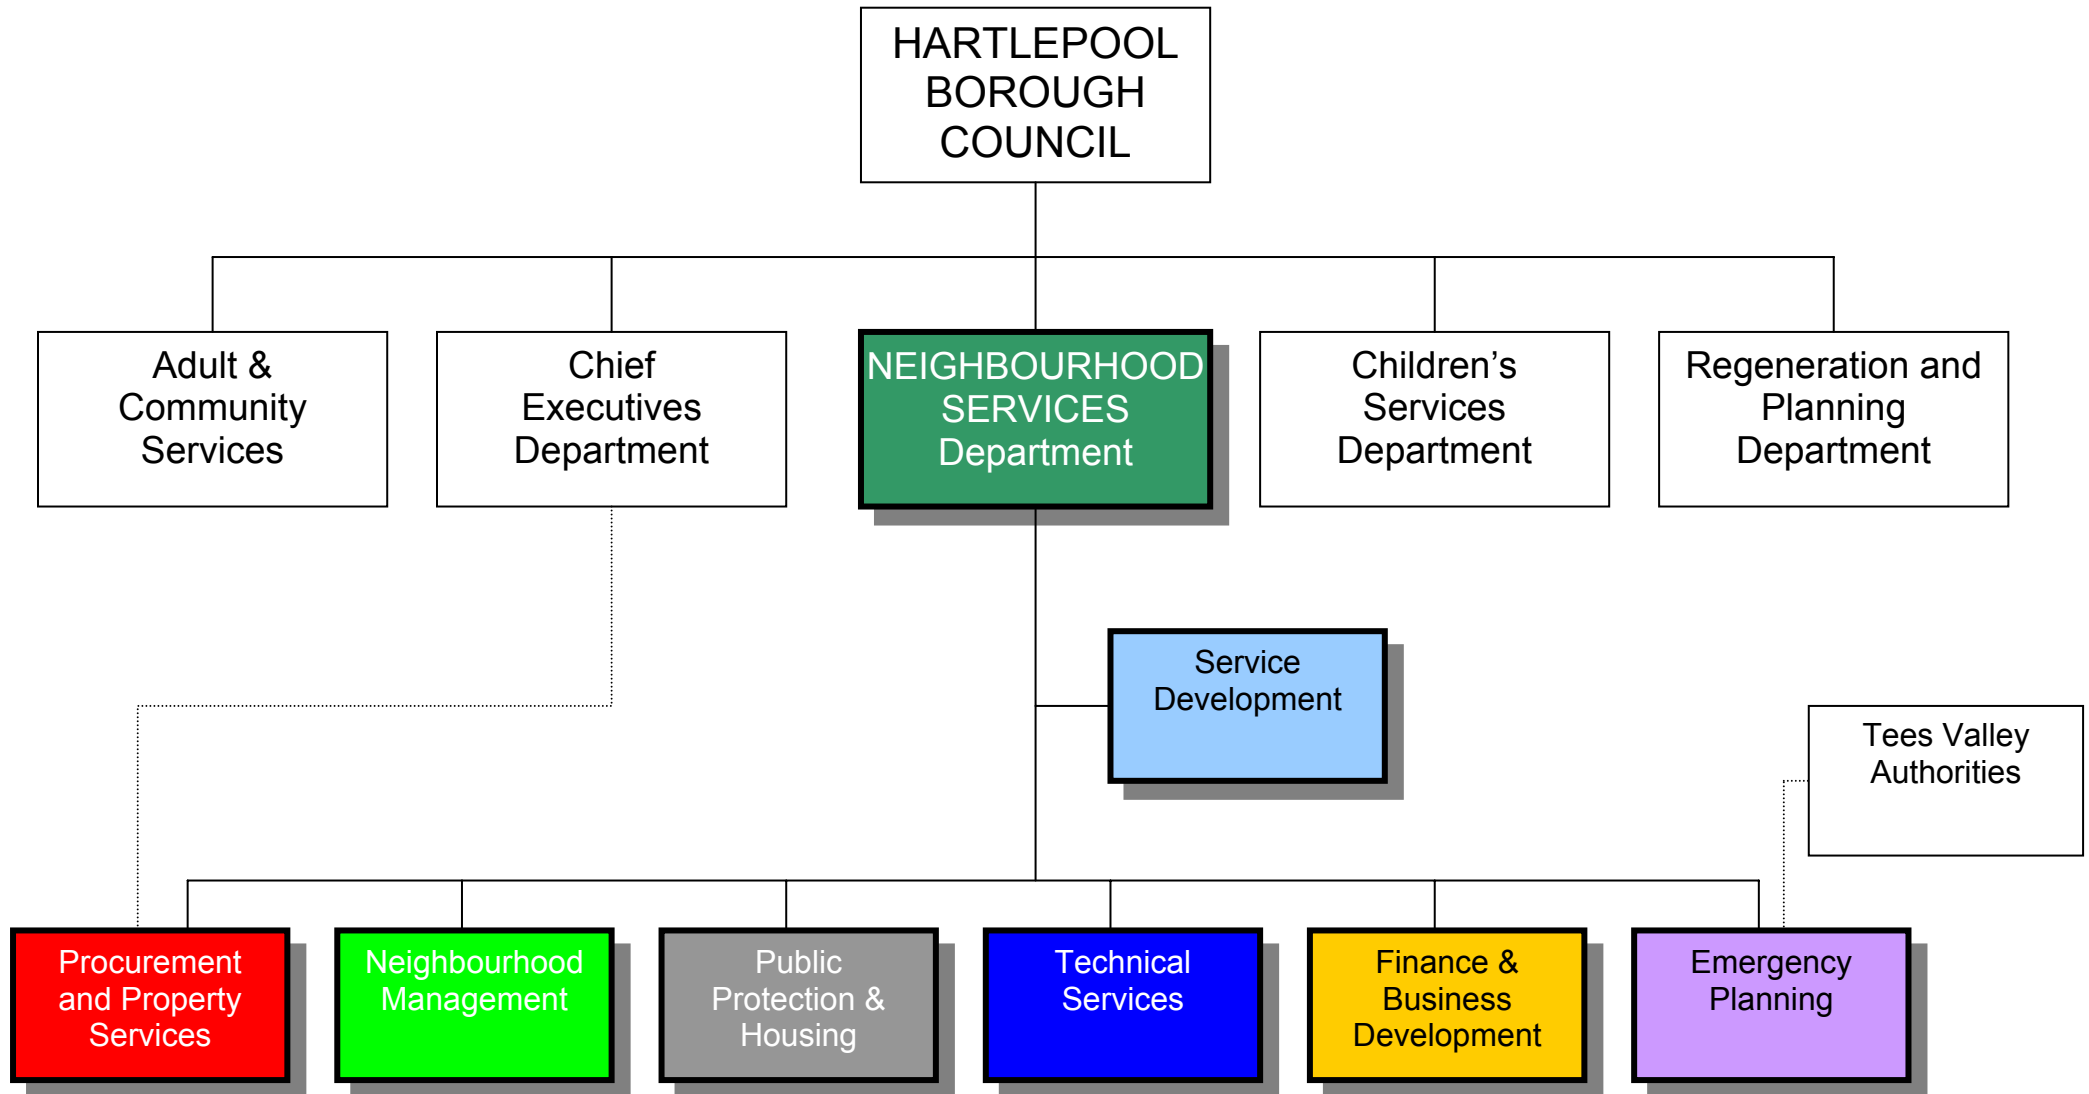 HARTLEPOOL
BOROUGH
COUNCIL
Adult &
Community
Services
Chief
Executives
Department
NEIGHBOURHOOD
SERVICES
Department
Children’s
Services
Department
Regeneration and
Planning
Department
Service
Development
Tees Valley
Authorities
Procurement
and Property
Services
Neighbourhood
Management
Public
Protection &
Housing
Technical
Services
Finance &
Business
Development
Emergency
Planning